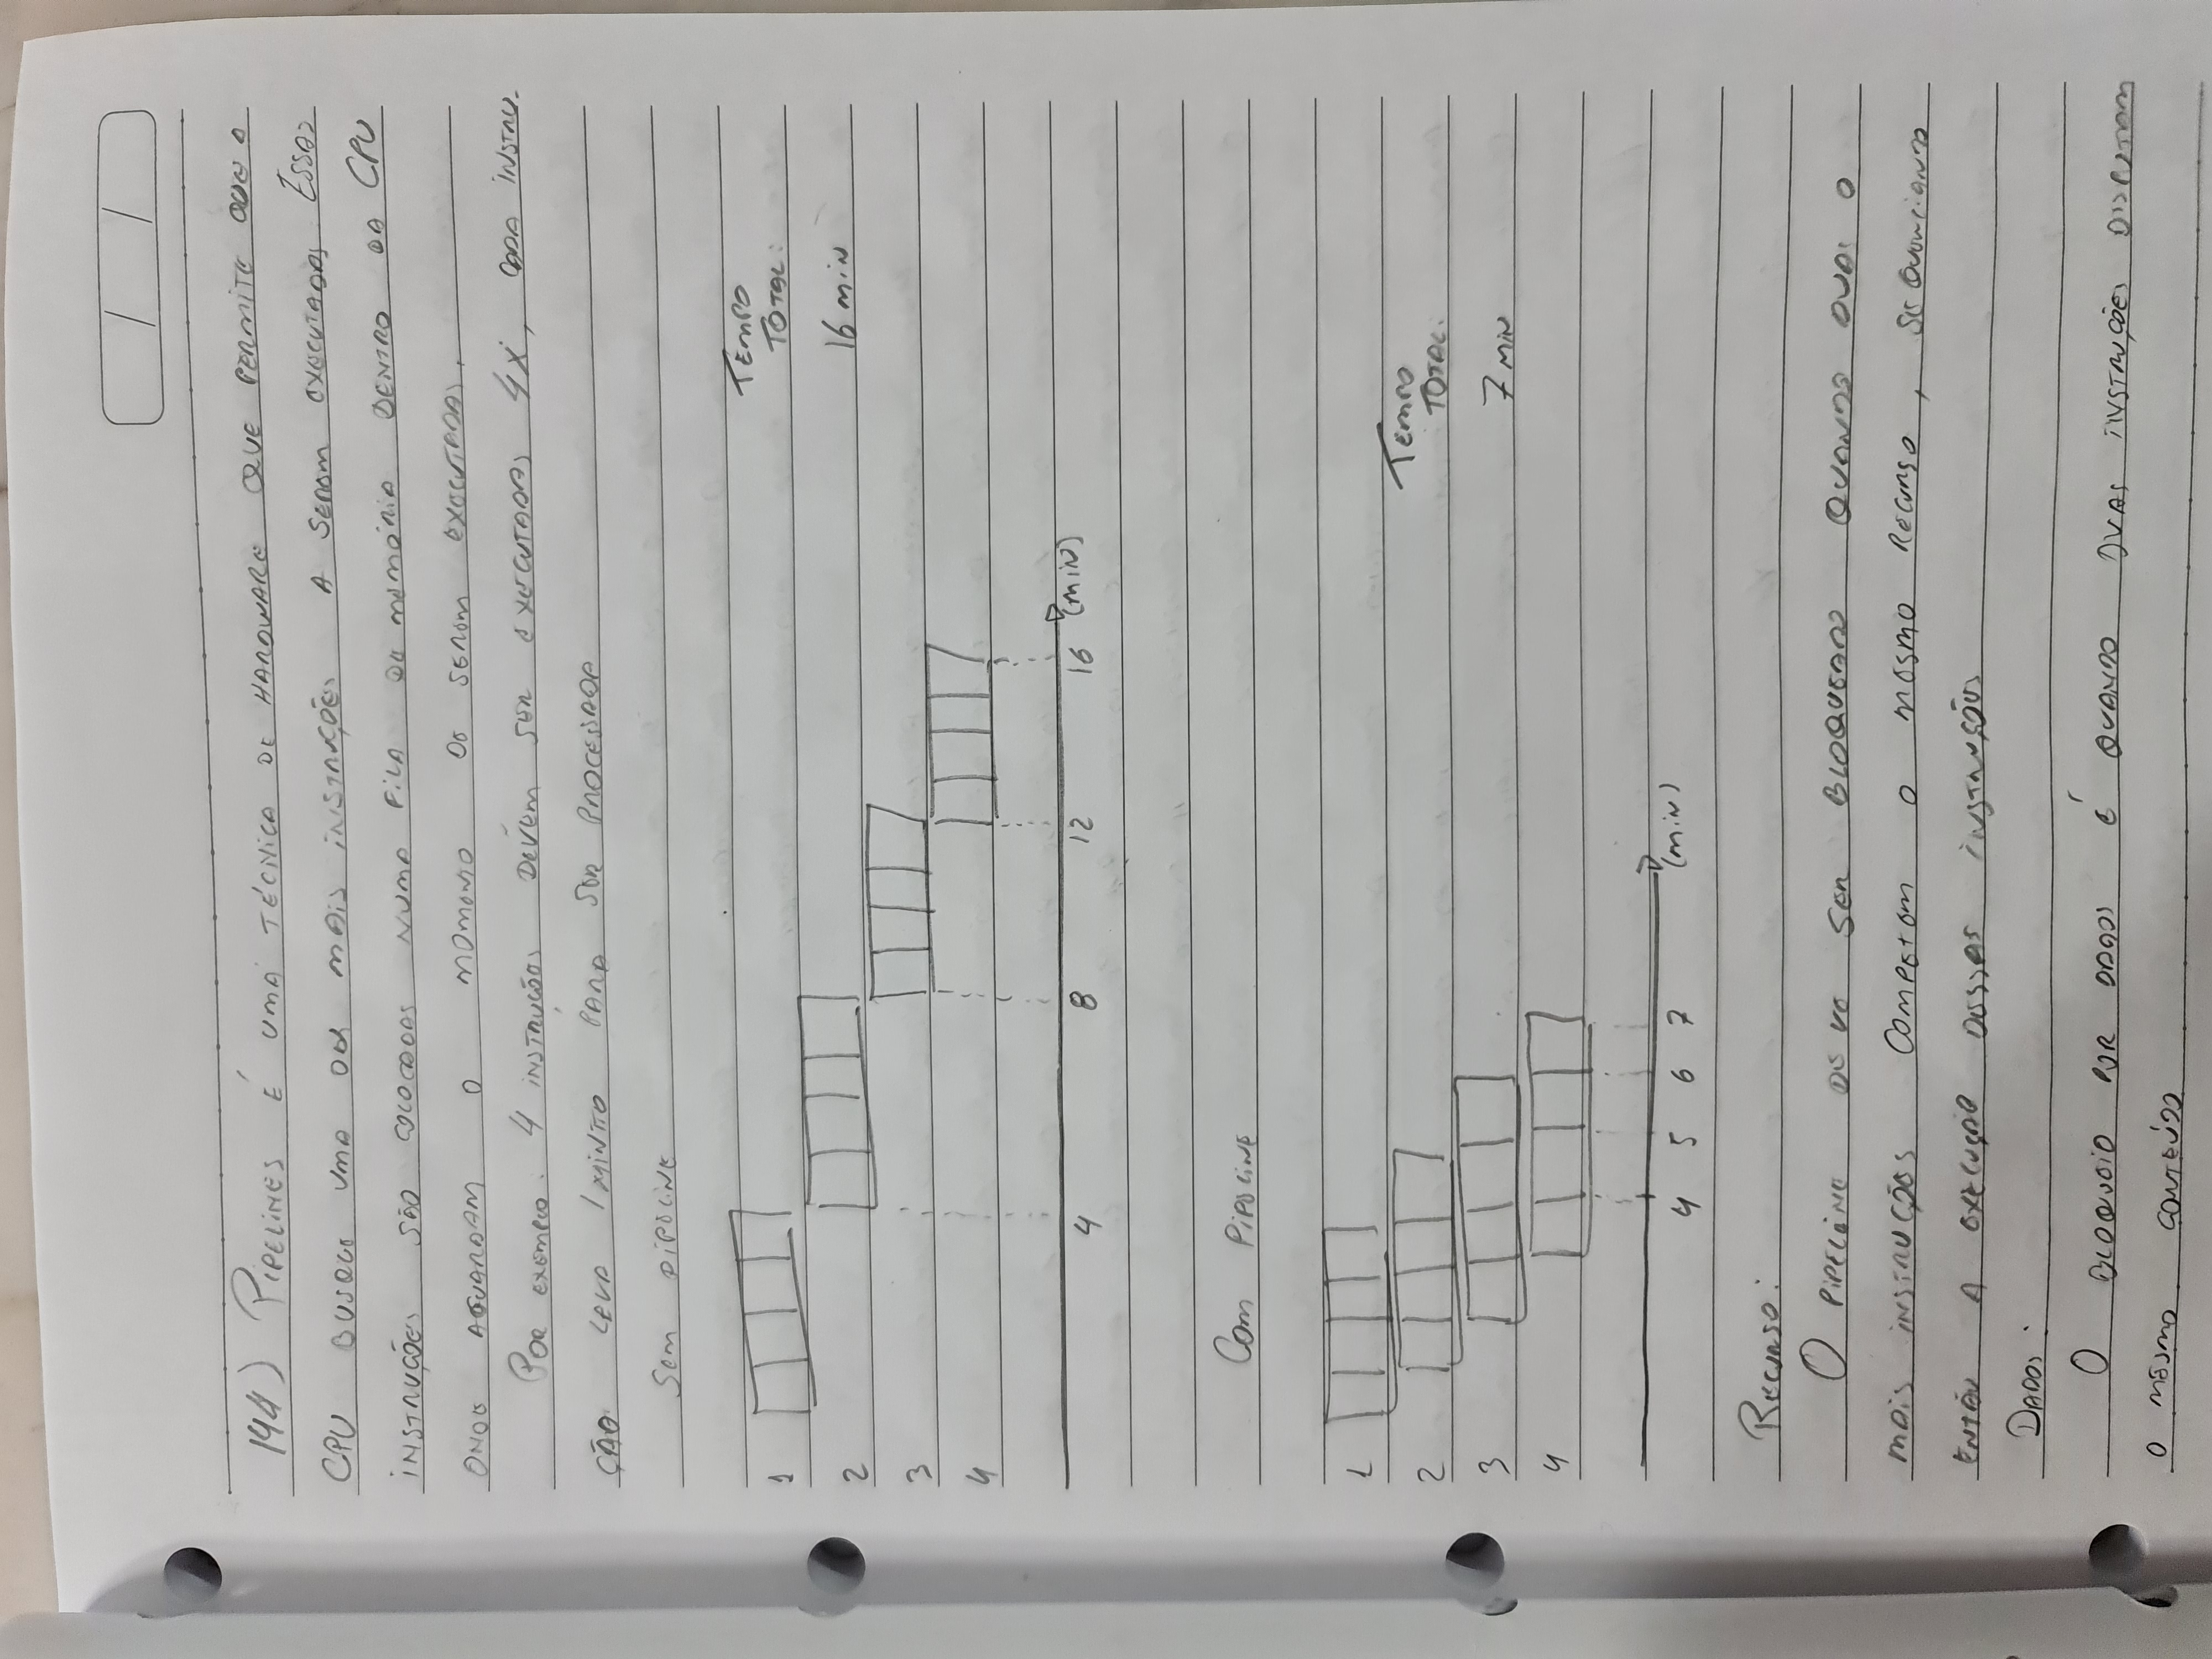 144) PIPELINES É UMA TÉCNICA DE HARDWARE QUE PERMITE QUE A
CPU BUSQUE UMA OU MAIS INSTRUÇÕES A SEREM EXECUTADAS ESSAS
INSTRUÇÕES SÃO COLOCADAS NUMA FILA DE MEMÓRIA DENTRO DA CPU
ONDE AGUARDAM O MOMENTO DE SEREM EXECUTADAS.
POR EXEMPLO. 4 INSTRUÇÕES DEVEM SER EXECUTADAS 4X, CADA INSTRU-
ÇÃO LEVA 1 MINTO PARA SER PROCESSADA
SEM PIPELINE
1
TEMPO
TOTAL:
2
16 min
3
4
4 8 12 16 (min)
COM PIPELINE
1
2
TEMPO
TOTAL:
3
7 MIN
4
4 5 6 7 (min)
RECURSO:
O PIPELINE DEVE SER BLOQUEADO QUANDO DUAS O
MAIS INSTRUÇÕES COMPETEM O MESMO RECURSO, SEQUENCIANDO
ENTÃO A EXECUÇÃO DESSAS INSTRUÇÕES
DADOS:
O BLOQUEIO POR DADOS É QUANDO DUAS INSTRUÇÕES DISPUTAM
O MESMO CONTEÚDO